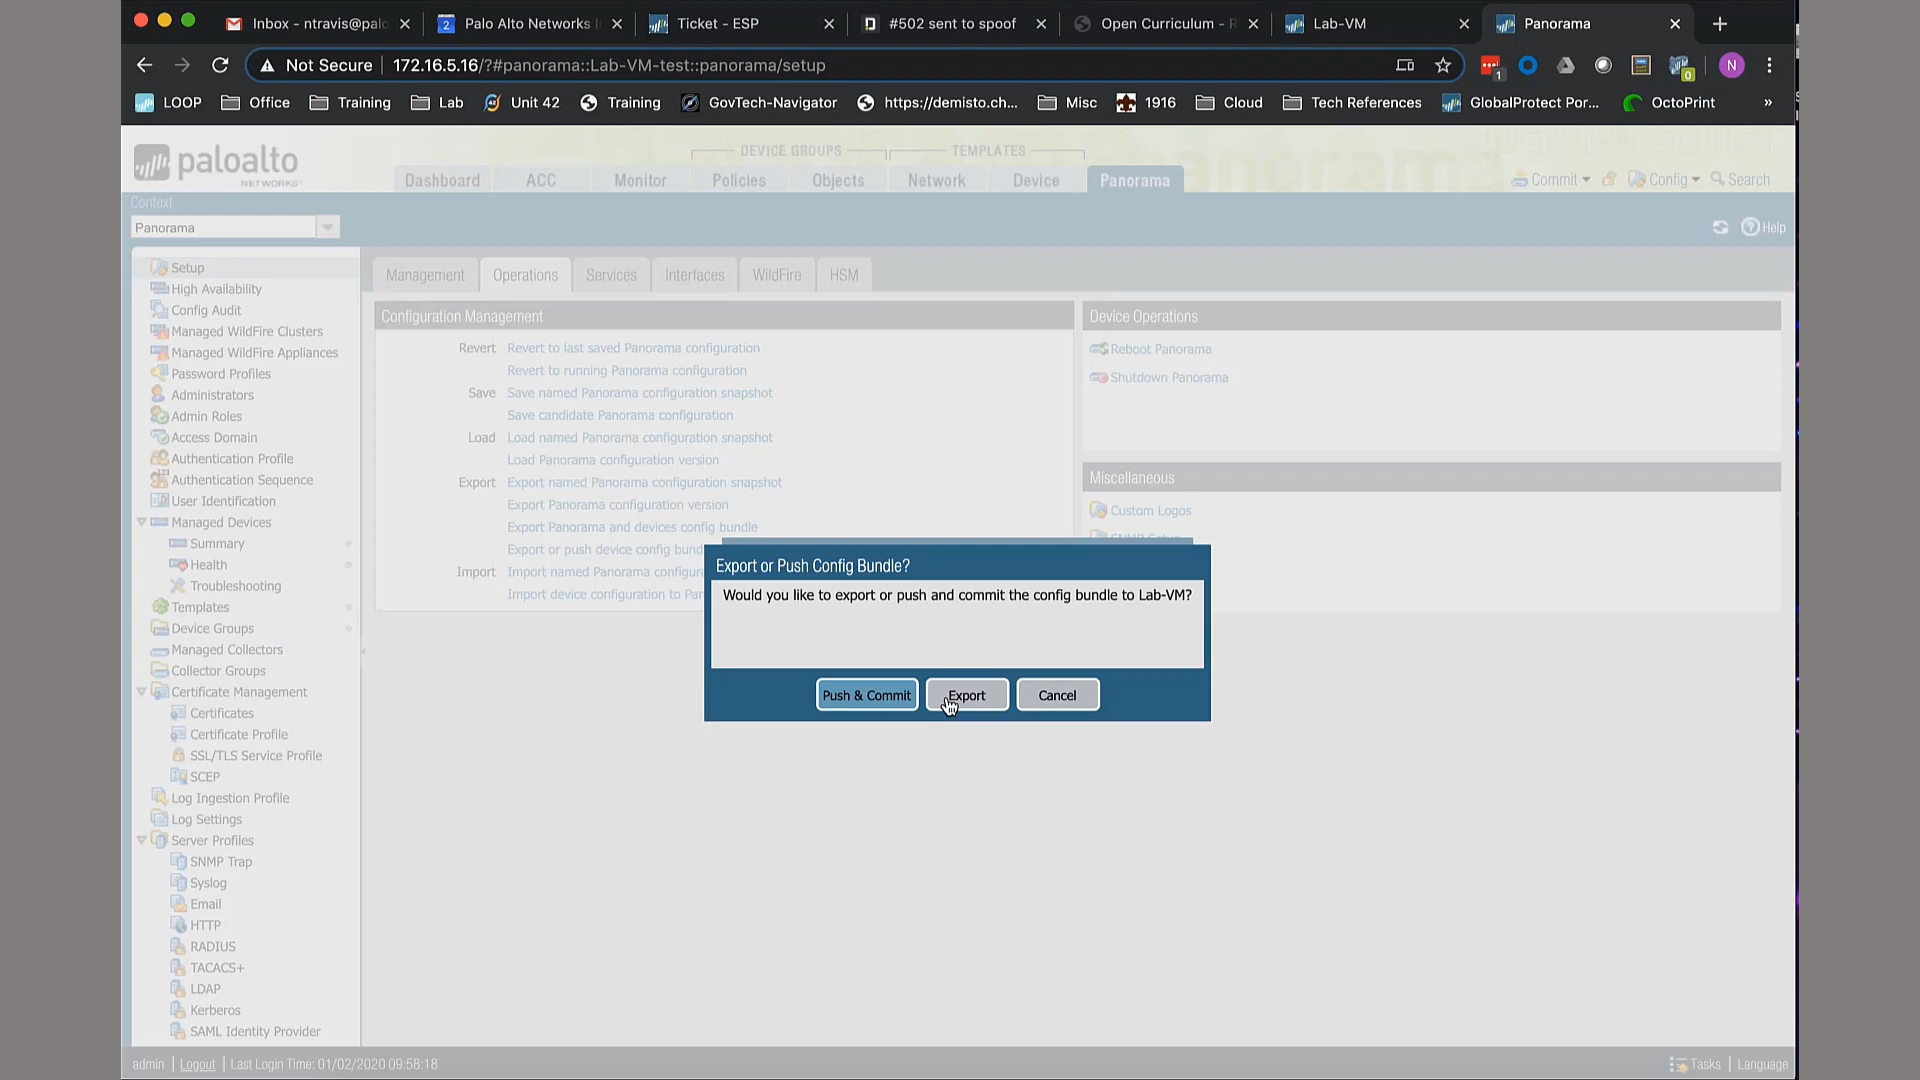 Inbox - ntravis@palo
2
Palo Alto Networks I
Ticket - ESP
#502 sent to spoof
Open Curriculum - R
Lab-VM
Panorama
Not Secure
172.16.5.16/?#panorama::Lab-VM-test::panorama/setup
1
0
N
LOOP
Office
Training
Lab
Unit 42
Training
GovTech-Navigator
https://demisto.ch...
Misc
1916
Cloud
Tech References
GlobalProtect Por...
OctoPrint
»
paloalto
NETWORKS
DEVICE GROUPS
TEMPLATES
Dashboard
ACC
Monitor
Policies
Objects
Network
Device
Panorama
Commit
Config
Search
Context
Panorama
Help
Setup
High Availability
Config Audit
Managed WildFire Clusters
Managed WildFire Appliances
Password Profiles
Administrators
Admin Roles
Access Domain
Authentication Profile
Authentication Sequence
User Identification
Managed Devices
Summary
Health
Troubleshooting
Templates
Device Groups
Managed Collectors
Collector Groups
Certificate Management
Certificates
Certificate Profile
SSL/TLS Service Profile
SCEP
Log Ingestion Profile
Log Settings
Server Profiles
SNMP Trap
Syslog
Email
HTTP
RADIUS
TACACS+
LDAP
Kerberos
SAML Identity Provider
Management
Operations
Services
Interfaces
WildFire
HSM
Configuration Management
Revert Revert to last saved Panorama configuration
Revert to running Panorama configuration
Save Save named Panorama configuration snapshot
Save candidate Panorama configuration
Load Load named Panorama configuration snapshot
Load Panorama configuration version
Export Export named Panorama configuration snapshot
Export Panorama configuration version
Export Panorama and devices config bundle
Export or push device config bund
Import Import named Panorama configura
Import device configuration to Pan
Device Operations
Reboot Panorama
Shutdown Panorama
Miscellaneous
Custom Logos
SNMP Setup
Export or Push Config Bundle?
Would you like to export or push and commit the config bundle to Lab-VM?
Push & Commit
Export
Cancel
admin | Logout | Last Login Time: 01/02/2020 09:58:18
Tasks | Language